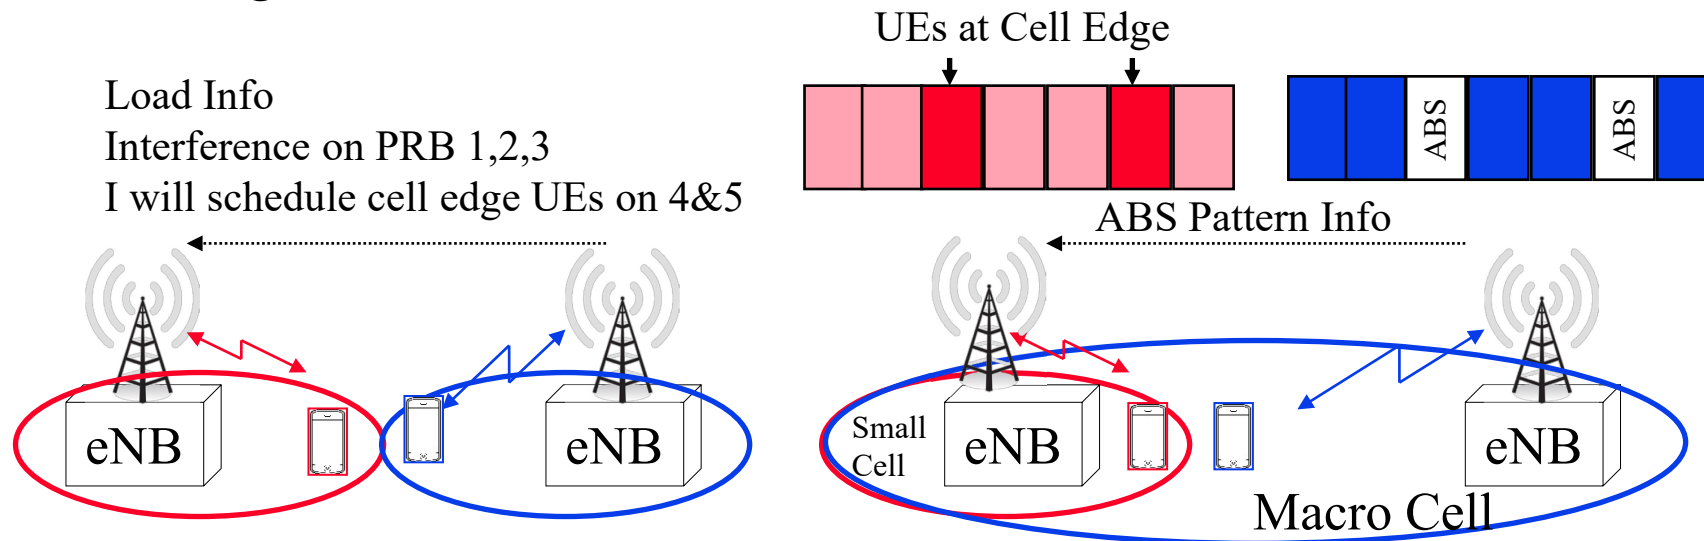 Load Info
Interference on PRB 1,2,3
I will schedule cell edge UEs on 4&5
eNB
eNB
UEs at Cell Edge
ABS
ABS
ABS Pattern Info
Small
Cell
eNB
eNB
Macro Cell